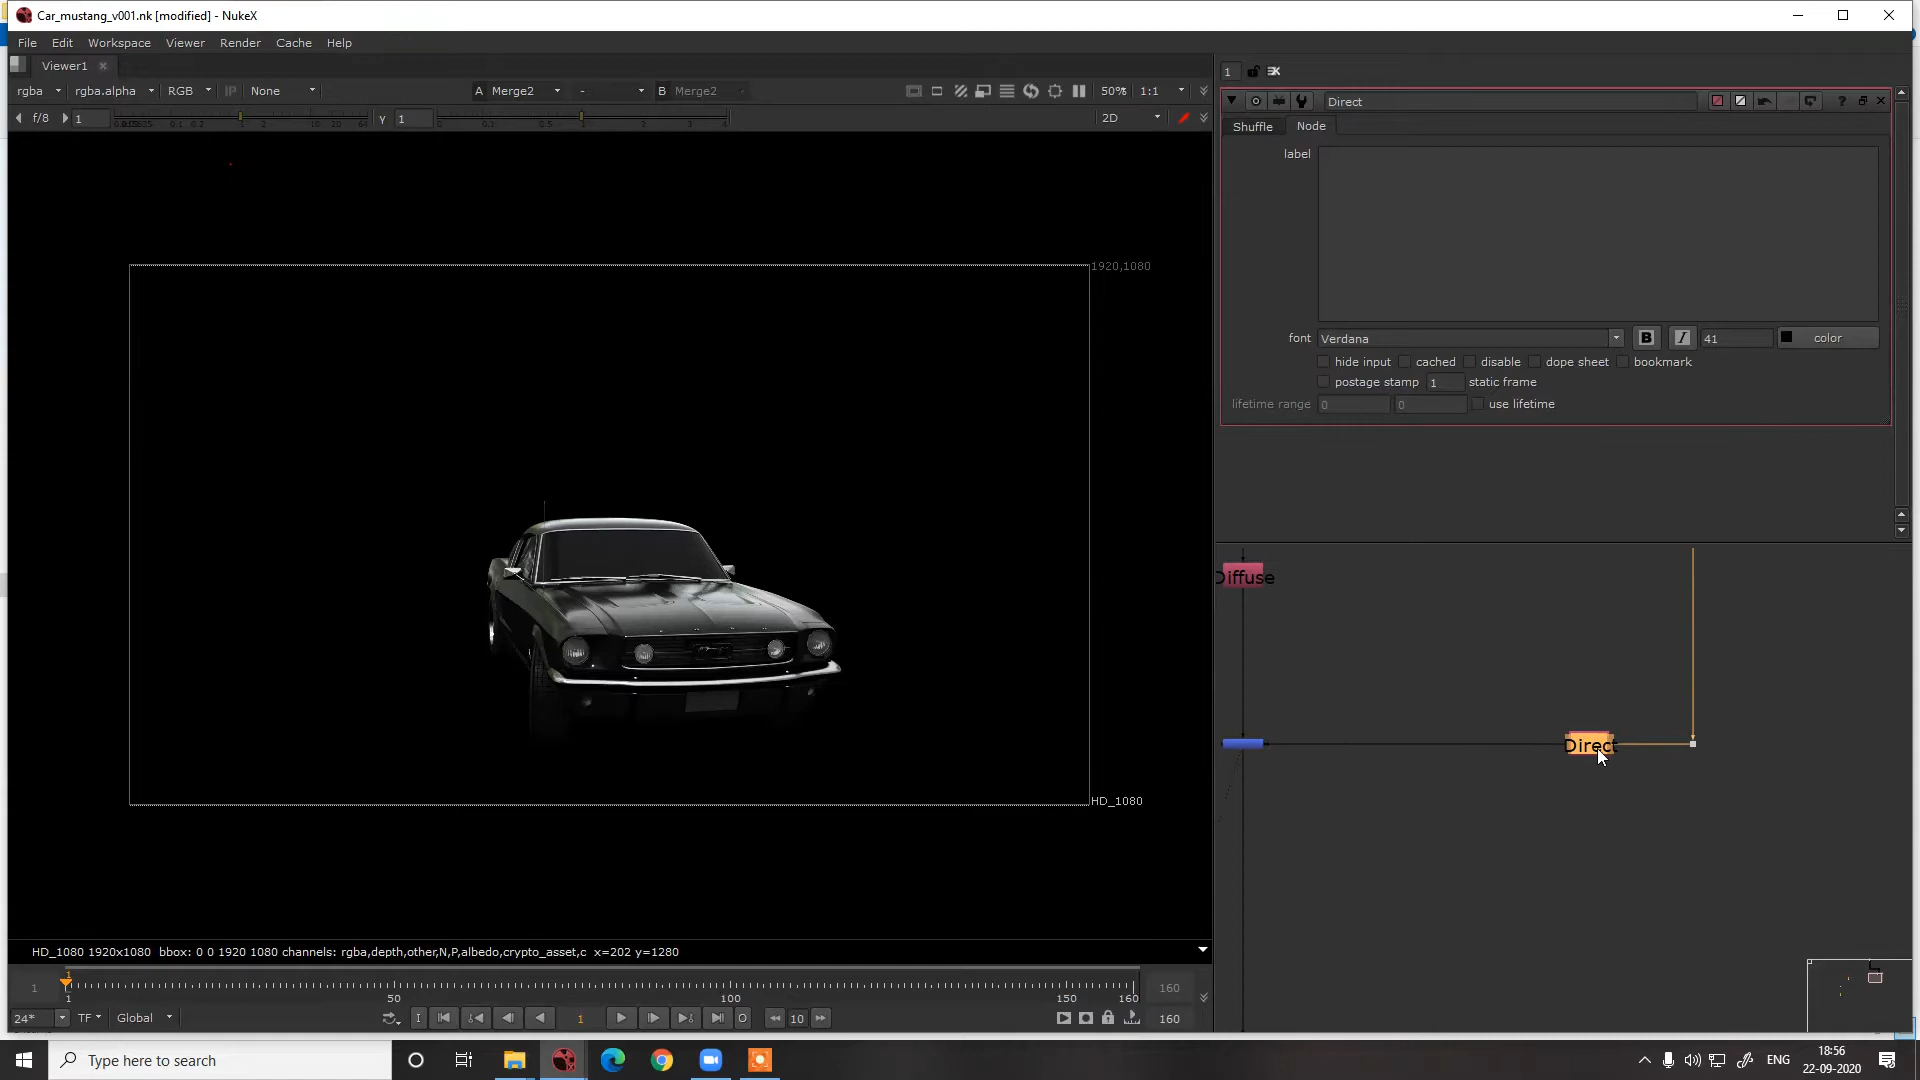 Car_mustang_v001.nk [modified] - NukeX
File Edit Workspace Viewer Render Cache Help
Viewer1
rgba rgba.alpha RGB IP None A Merge2 - B Merge2 50% 1:1
f/8 1 Y 1 2D
1920,1080
HD_1080
HD_1080 1920x1080 bbox: 0 0 1920 1080 channels: rgba,depth,other,N,P,albedo,crypto_asset,c x=202 y=1280
1 1 160
1 50 100 150 160
24* TF Global I 1 O 10 160
1
Direct
Shuffle Node
label
font Verdana B I 41 color
hide input cached disable dope sheet bookmark
postage stamp 1 static frame
lifetime range 0 0 use lifetime
Diffuse
Direct
Type here to search
ENG 18:56
22-09-2020